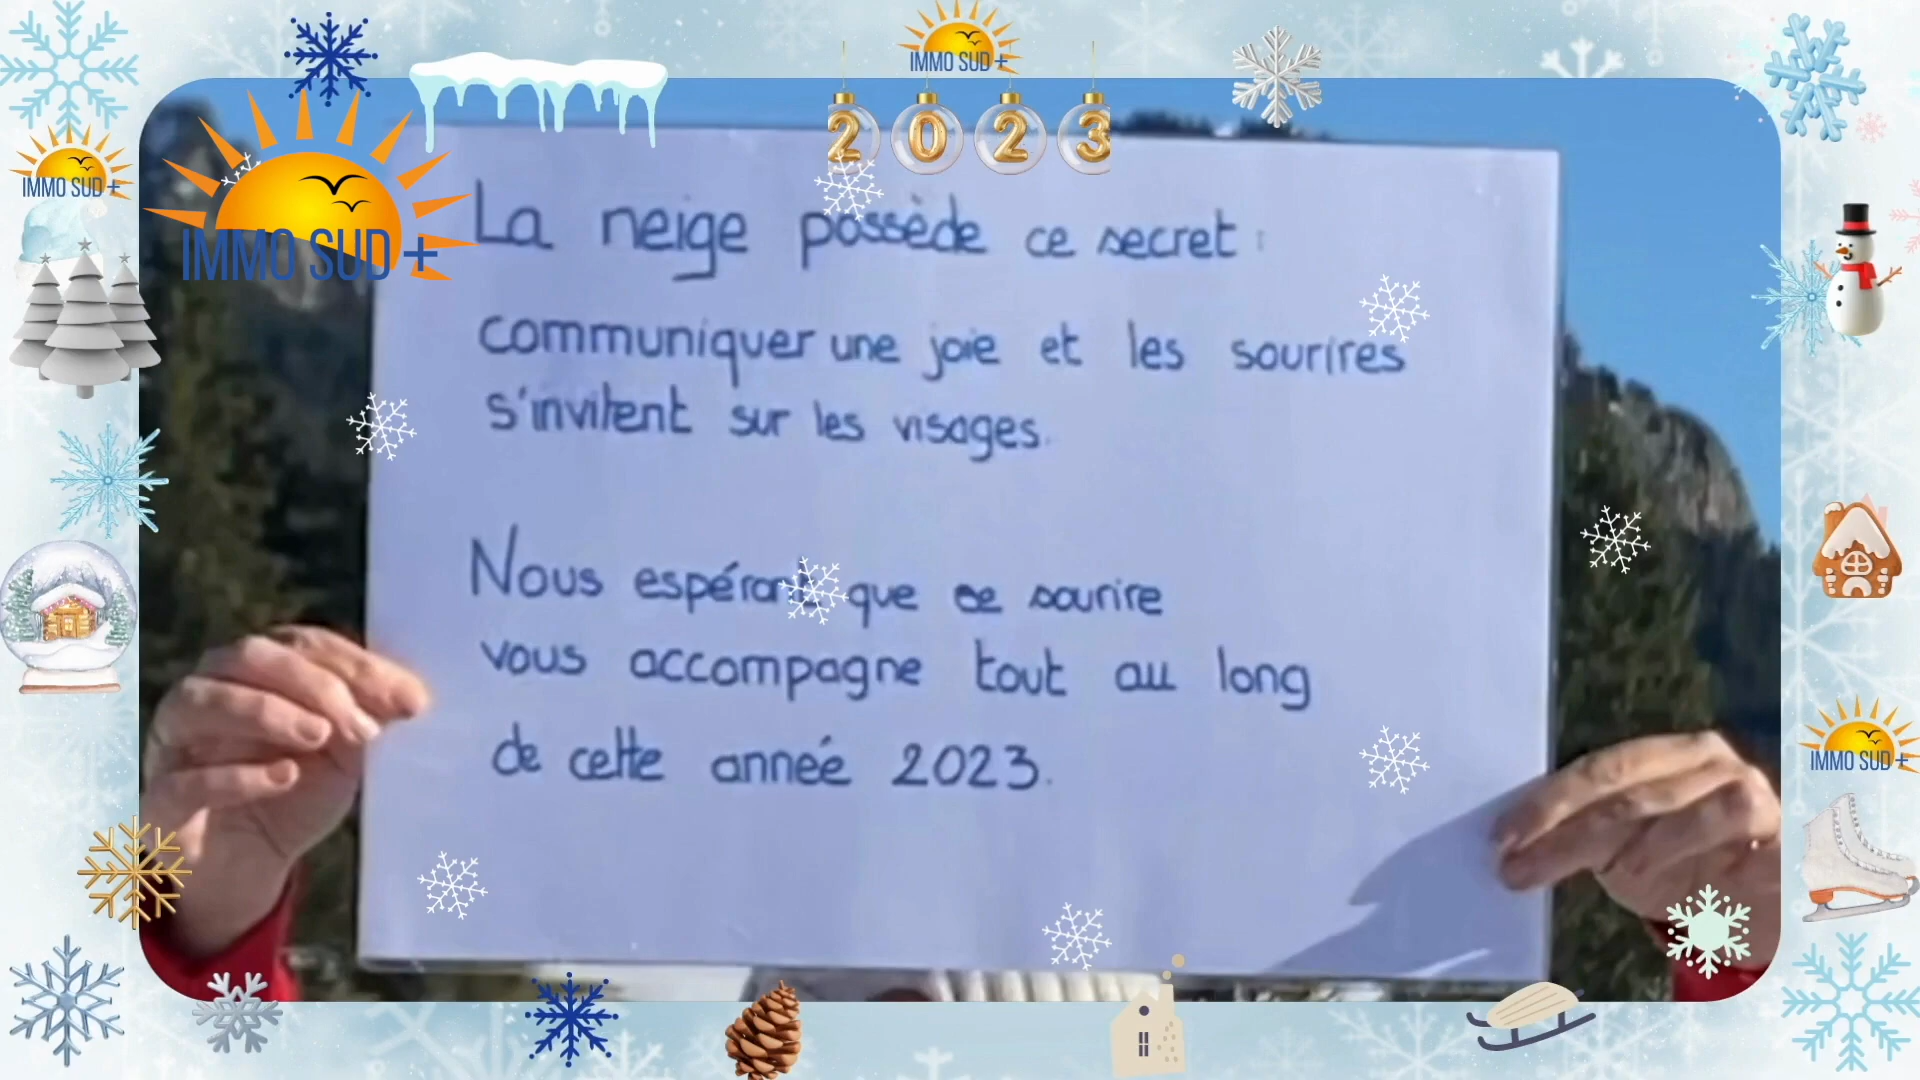 IMMO SUD +
2023
IMMO SUD +
IMMO SUD +
La neige possède ce secret :
communiquer une joie et les sourires
s'invitent sur les visages.
Nous espérant que ce sourire
vous accompagne tout au long
de cette année 2023.
IMMO SUD +